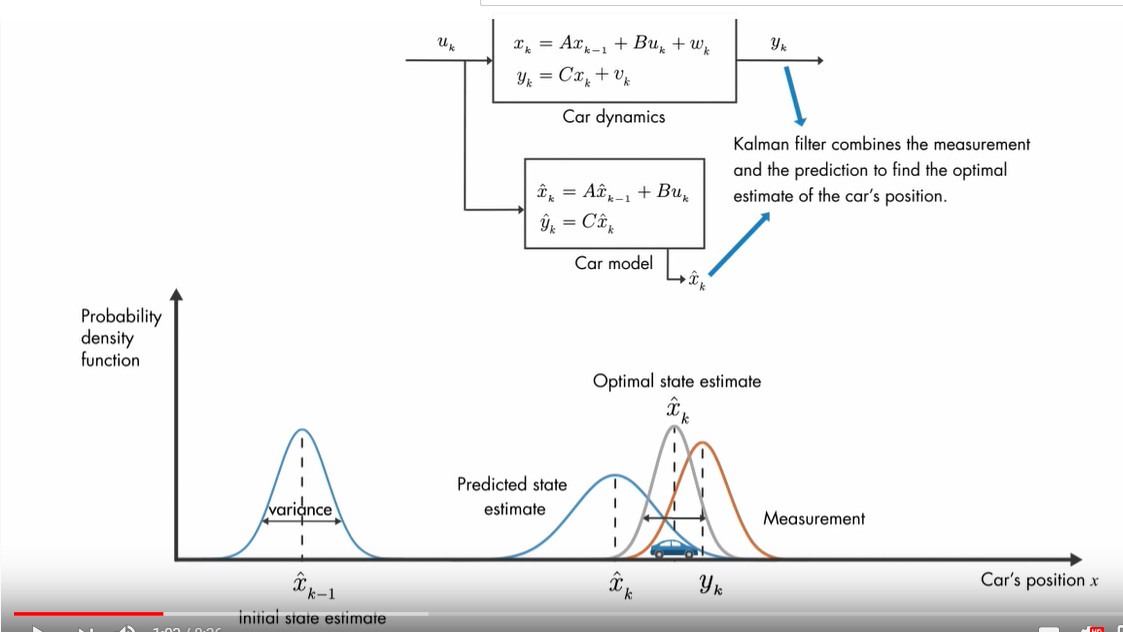 u_k
x_k = Ax_{k-1} + Bu_k + w_k
y_k = Cx_k + v_k
y_k
Car dynamics
Kalman filter combines the measurement
and the prediction to find the optimal
estimate of the car's position.
x̂_k = Ax̂_{k-1} + Bu_k
ŷ_k = Cx̂_k
Car model
x̂_k
Probability
density
function
Optimal state estimate
x̂_k
Predicted state
estimate
variance
Measurement
x̂_{k-1}
x̂_k
y_k
Car's position x
Initial state estimate
HD